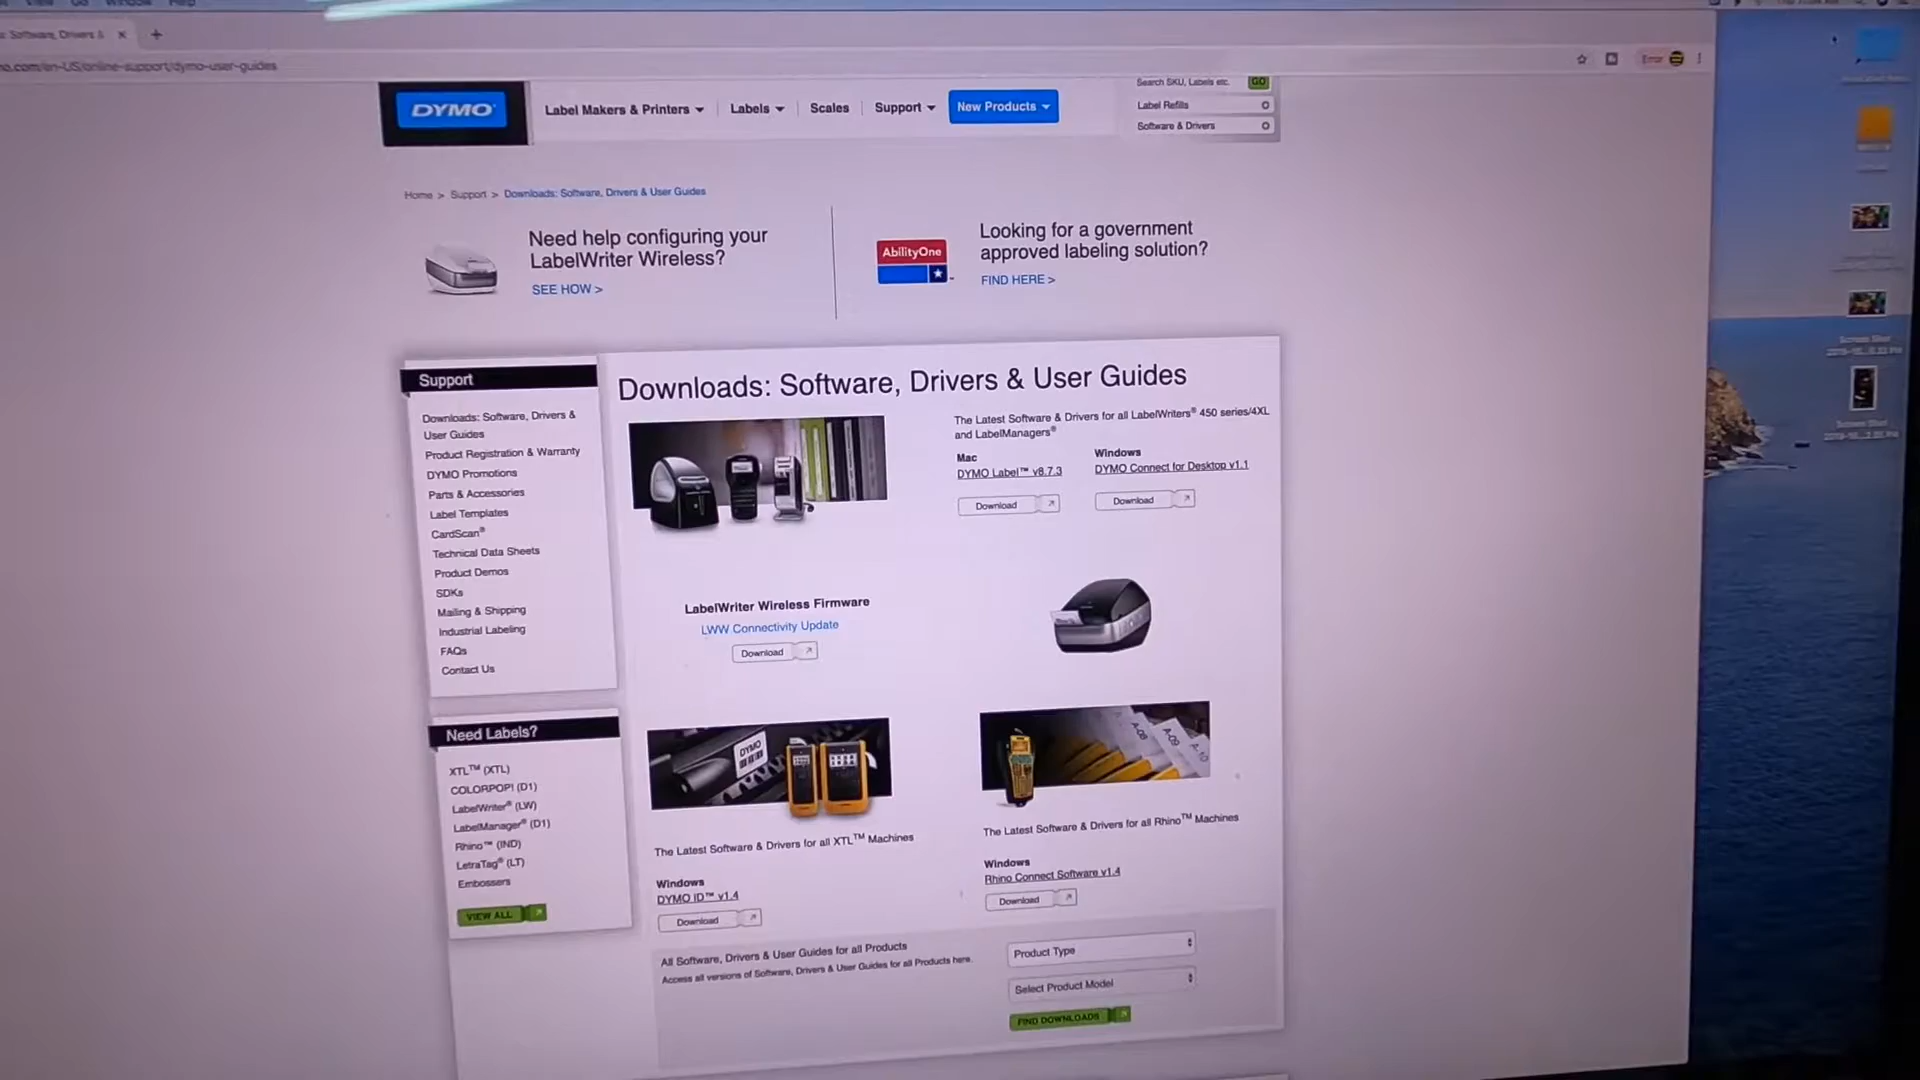 View Go Window Help
Software, Drivers &
.com/en-US/online-support/dymo-user-guides
Error
DYMO
Label Makers & Printers
Labels
Scales
Support
New Products
Search SKU, Labels etc.
GO
Label Refills
Software & Drivers
Home > Support > Downloads: Software, Drivers & User Guides
Need help configuring your
LabelWriter Wireless?
SEE HOW >
AbilityOne
Looking for a government
approved labeling solution?
FIND HERE >
Support
Downloads: Software, Drivers &
User Guides
Product Registration & Warranty
DYMO Promotions
Parts & Accessories
Label Templates
CardScan®
Technical Data Sheets
Product Demos
SDKs
Mailing & Shipping
Industrial Labeling
FAQs
Contact Us
Need Labels?
XTL™ (XTL)
COLORPOP! (D1)
LabelWriter® (LW)
LabelManager® (D1)
Rhino™ (IND)
LetraTag® (LT)
Embossers
VIEW ALL
Downloads: Software, Drivers & User Guides
The Latest Software & Drivers for all LabelWriters® 450 series/4XL
and LabelManagers®
Mac
DYMO Label™ v8.7.3
Download
Windows
DYMO Connect for Desktop v1.1
Download
LabelWriter Wireless Firmware
LWW Connectivity Update
Download
DYMO
A-08
A-09
A-10
The Latest Software & Drivers for all XTL™ Machines
Windows
DYMO ID™ v1.4
Download
The Latest Software & Drivers for all Rhino™ Machines
Windows
Rhino Connect Software v1.4
Download
All Software, Drivers & User Guides for all Products
Access all versions of Software, Drivers & User Guides for all Products here.
Product Type
Select Product Model
FIND DOWNLOADS
Screen Shot
Screen Shot